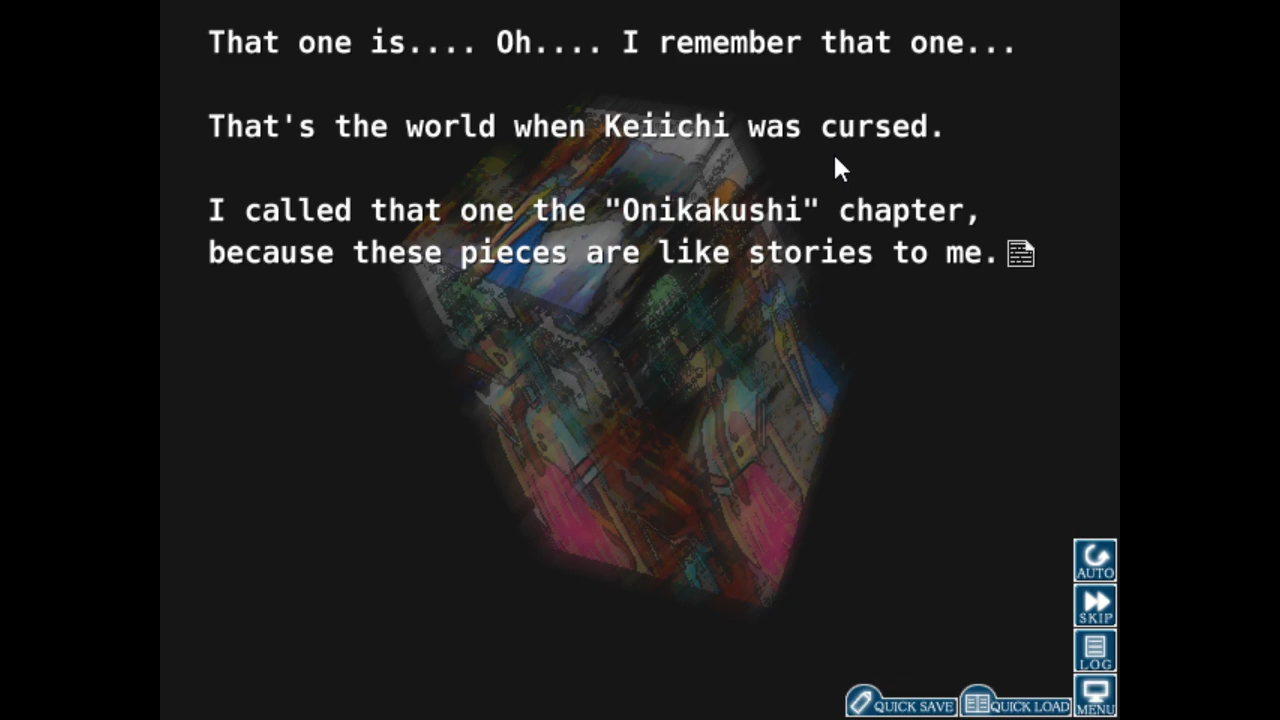 That one is.... Oh.... I remember that one...
That's the world when Keiichi was cursed.
I called that one the "Onikakushi" chapter,
because these pieces are like stories to me.
AUTO
SKIP
LOG
MENU
QUICK SAVE
QUICK LOAD